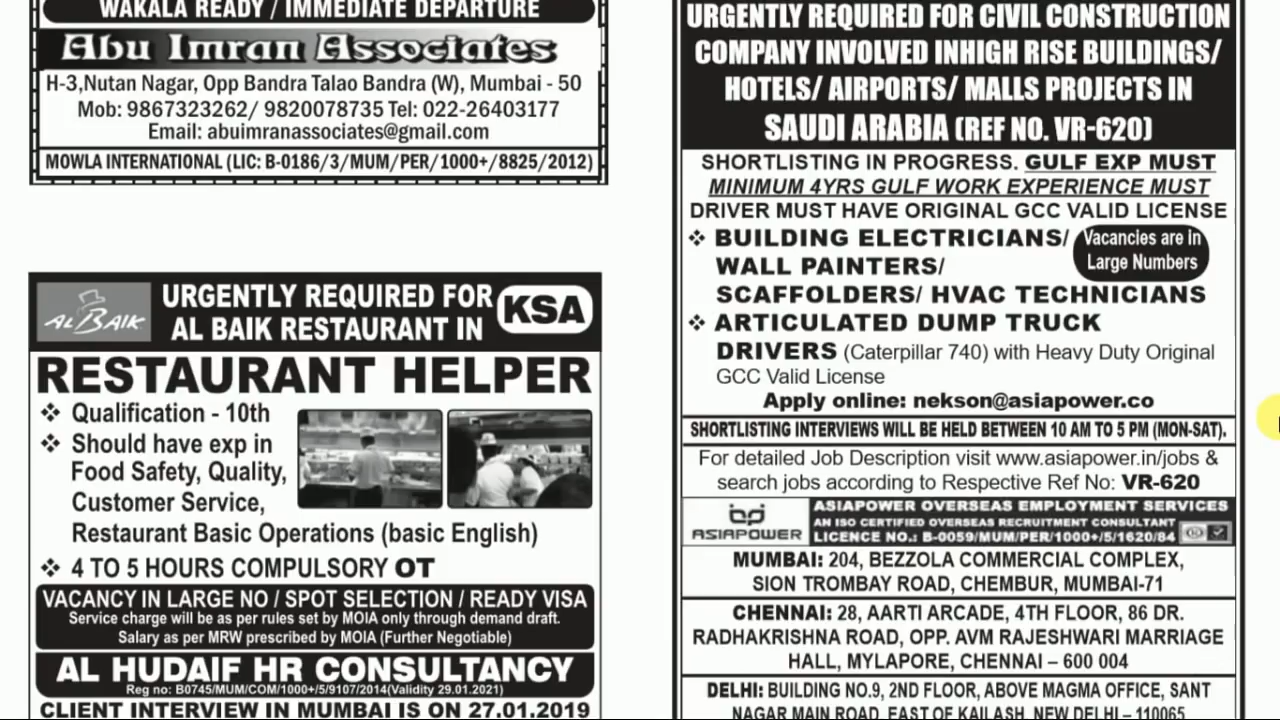 WAKALA READY / IMMEDIATE DEPARTURE
Abu Imran Associates
H-3,Nutan Nagar, Opp Bandra Talao Bandra (W), Mumbai - 50
Mob: 9867323262/ 9820078735 Tel: 022-26403177
Email: abuimranassociates@gmail.com
MOWLA INTERNATIONAL (LIC: B-0186/3/MUM/PER/1000+/8825/2012)
AL BAIK
URGENTLY REQUIRED FOR
AL BAIK RESTAURANT IN
KSA
RESTAURANT HELPER
❖ Qualification - 10th
❖ Should have exp in
Food Safety, Quality,
Customer Service,
Restaurant Basic Operations (basic English)
❖ 4 TO 5 HOURS COMPULSORY OT
VACANCY IN LARGE NO / SPOT SELECTION / READY VISA
Service charge will be as per rules set by MOIA only through demand draft.
Salary as per MRW prescribed by MOIA (Further Negotiable)
AL HUDAIF HR CONSULTANCY
Reg no: B0745/MUM/COM/1000+/5/9107/2014(Validity 29.01.2021)
CLIENT INTERVIEW IN MUMBAI IS ON 27.01.2019
URGENTLY REQUIRED FOR CIVIL CONSTRUCTION
COMPANY INVOLVED INHIGH RISE BUILDINGS/
HOTELS/ AIRPORTS/ MALLS PROJECTS IN
SAUDI ARABIA (REF NO. VR-620)
SHORTLISTING IN PROGRESS. GULF EXP MUST
MINIMUM 4YRS GULF WORK EXPERIENCE MUST
DRIVER MUST HAVE ORIGINAL GCC VALID LICENSE
❖ BUILDING ELECTRICIANS/
WALL PAINTERS/
SCAFFOLDERS/ HVAC TECHNICIANS
Vacancies are in
Large Numbers
❖ ARTICULATED DUMP TRUCK
DRIVERS (Caterpillar 740) with Heavy Duty Original
GCC Valid License
Apply online: nekson@asiapower.co
SHORTLISTING INTERVIEWS WILL BE HELD BETWEEN 10 AM TO 5 PM (MON-SAT).
For detailed Job Description visit www.asiapower.in/jobs &
search jobs according to Respective Ref No: VR-620
ASIAPOWER
ASIAPOWER OVERSEAS EMPLOYMENT SERVICES
AN ISO CERTIFIED OVERSEAS RECRUITMENT CONSULTANT
LICENCE NO.: B-0059/MUM/PER/1000+/5/1620/84
MUMBAI: 204, BEZZOLA COMMERCIAL COMPLEX,
SION TROMBAY ROAD, CHEMBUR, MUMBAI-71
CHENNAI: 28, AARTI ARCADE, 4TH FLOOR, 86 DR.
RADHAKRISHNA ROAD, OPP. AVM RAJESHWARI MARRIAGE
HALL, MYLAPORE, CHENNAI – 600 004
DELHI: BUILDING NO.9, 2ND FLOOR, ABOVE MAGMA OFFICE, SANT
NAGAR MAIN ROAD, EAST OF KAILASH, NEW DELHI – 110065